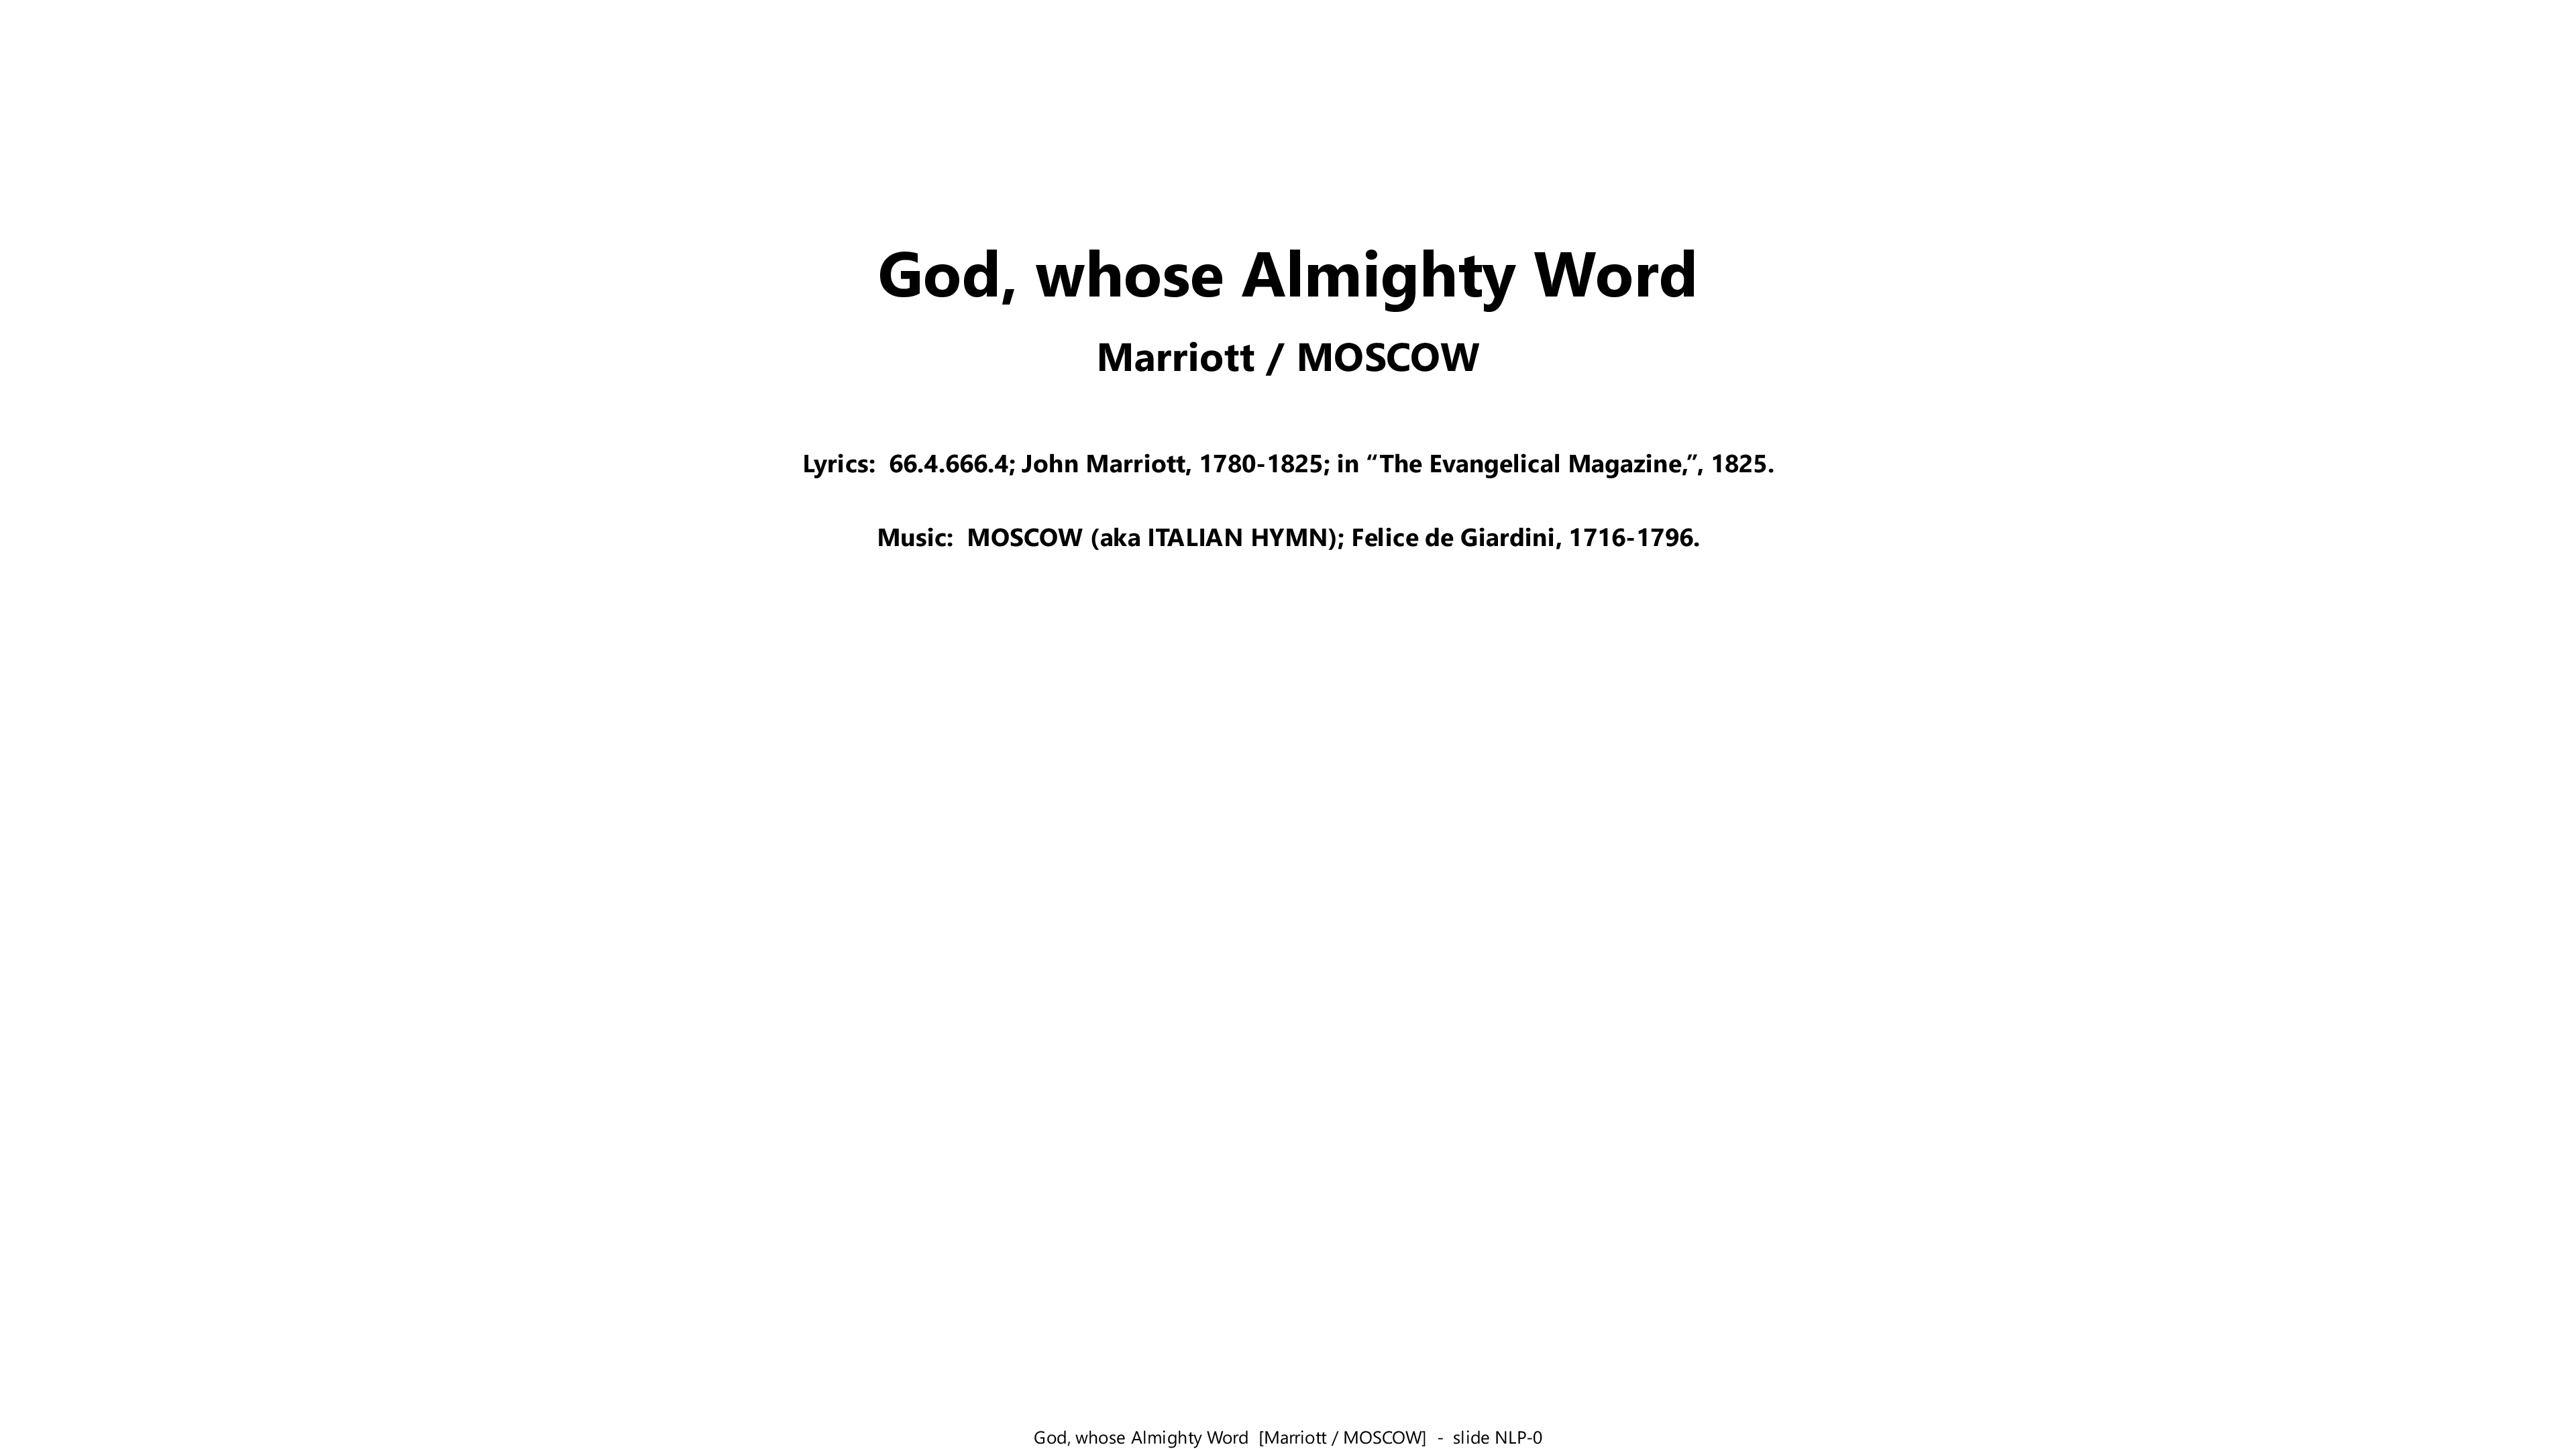 God, whose Almighty Word
Marriott / MOSCOW
Lyrics:  66.4.666.4; John Marriott, 1780-1825; in “The Evangelical Magazine,”, 1825.
Music:  MOSCOW (aka ITALIAN HYMN); Felice de Giardini, 1716-1796.
God, whose Almighty Word  [Marriott / MOSCOW]  -  slide NLP-0